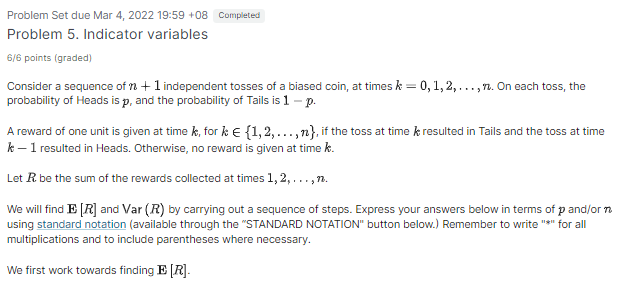 Problem Set due Mar 4, 2022 19:59 +08 Completed
Problem 5. Indicator variables
6/6 points (graded)
Consider a sequence of n + 1 independent tosses of a biased coin, at times k = 0, 1, 2, . . . , n. On each toss, the
probability of Heads is p, and the probability of Tails is 1 − p.
A reward of one unit is given at time k, for k ∈ {1, 2, . . . , n}, if the toss at time k resulted in Tails and the toss at time
k − 1 resulted in Heads. Otherwise, no reward is given at time k.
Let R be the sum of the rewards collected at times 1, 2, . . . , n.
We will find E [R] and Var (R) by carrying out a sequence of steps. Express your answers below in terms of p and/or n
using standard notation (available through the "STANDARD NOTATION" button below.) Remember to write "*" for all
multiplications and to include parentheses where necessary.
We first work towards finding E [R].